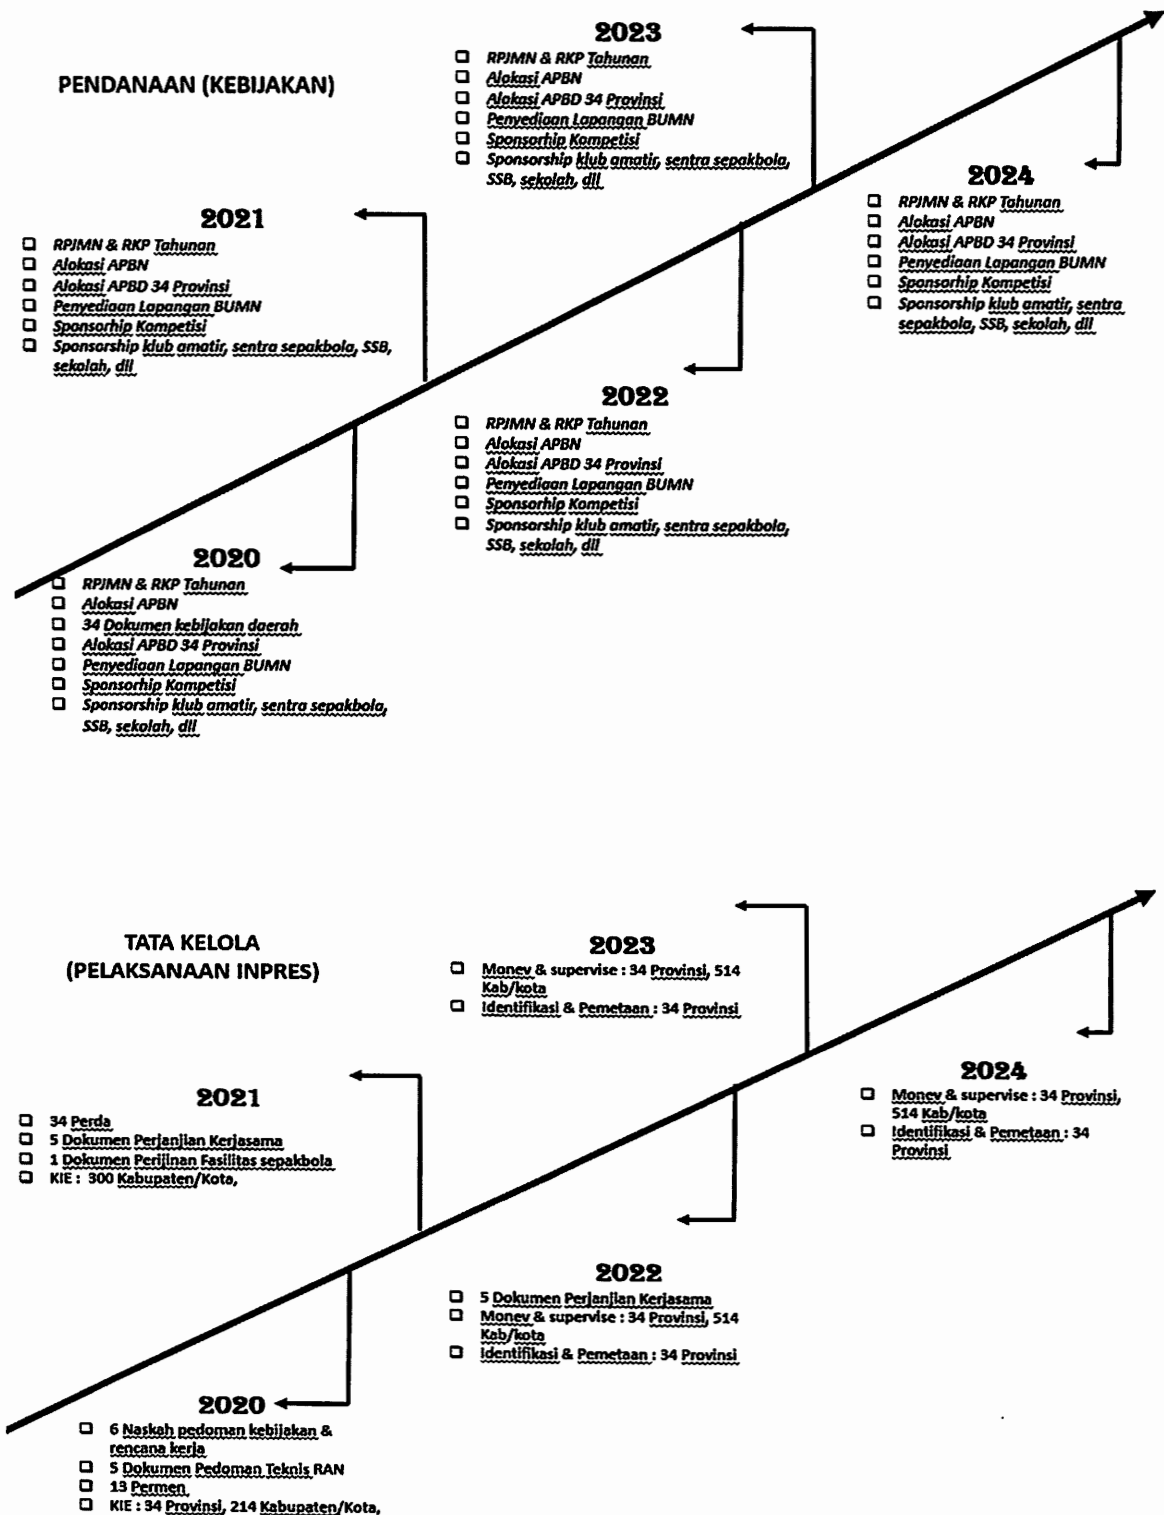 PENDANAAN (KEBIJAKAN)
2023
❑ RPJMN & RKP Tahunan
❑ Alokasi APBN
❑ Alokasi APBD 34 Provinsi
❑ Penyediaan Lapangan BUMN
❑ Sponsorhip Kompetisi
❑ Sponsorship klub amatir, sentra sepakbola,
SSB, sekolah, dll
2024
❑ RPJMN & RKP Tahunan
❑ Alokasi APBN
❑ Alokasi APBD 34 Provinsi
❑ Penyediaan Lapangan BUMN
❑ Sponsorhip Kompetisi
❑ Sponsorship klub amatir, sentra
sepakbola, SSB, sekolah, dll
2021
❑ RPJMN & RKP Tahunan
❑ Alokasi APBN
❑ Alokasi APBD 34 Provinsi
❑ Penyediaan Lapangan BUMN
❑ Sponsorhip Kompetisi
❑ Sponsorship klub amatir, sentra sepakbola, SSB,
sekolah, dll
2022
❑ RPJMN & RKP Tahunan
❑ Alokasi APBN
❑ Alokasi APBD 34 Provinsi
❑ Penyediaan Lapangan BUMN
❑ Sponsorhip Kompetisi
❑ Sponsorship klub amatir, sentra sepakbola,
SSB, sekolah, dll
2020
❑ RPJMN & RKP Tahunan
❑ Alokasi APBN
❑ 34 Dokumen kebijakan daerah
❑ Alokasi APBD 34 Provinsi
❑ Penyediaan Lapangan BUMN
❑ Sponsorhip Kompetisi
❑ Sponsorship klub amatir, sentra sepakbola,
SSB, sekolah, dll
TATA KELOLA
(PELAKSANAAN INPRES)
2023
❑ Monev & supervise : 34 Provinsi, 514
Kab/kota
❑ Identifikasi & Pemetaan : 34 Provinsi
2024
❑ Monev & supervise : 34 Provinsi,
514 Kab/kota
❑ Identifikasi & Pemetaan : 34
Provinsi
2021
❑ 34 Perda
❑ 5 Dokumen Perjanjian Kerjasama
❑ 1 Dokumen Perijinan Fasilitas sepakbola
❑ KIE : 300 Kabupaten/Kota,
2022
❑ 5 Dokumen Perjanjian Kerjasama
❑ Monev & supervise : 34 Provinsi, 514
Kab/kota
❑ Identifikasi & Pemetaan : 34 Provinsi
2020
❑ 6 Naskah pedoman kebijakan &
rencana kerja
❑ 5 Dokumen Pedoman Teknis RAN
❑ 13 Permen
❑ KIE : 34 Provinsi, 214 Kabupaten/Kota,